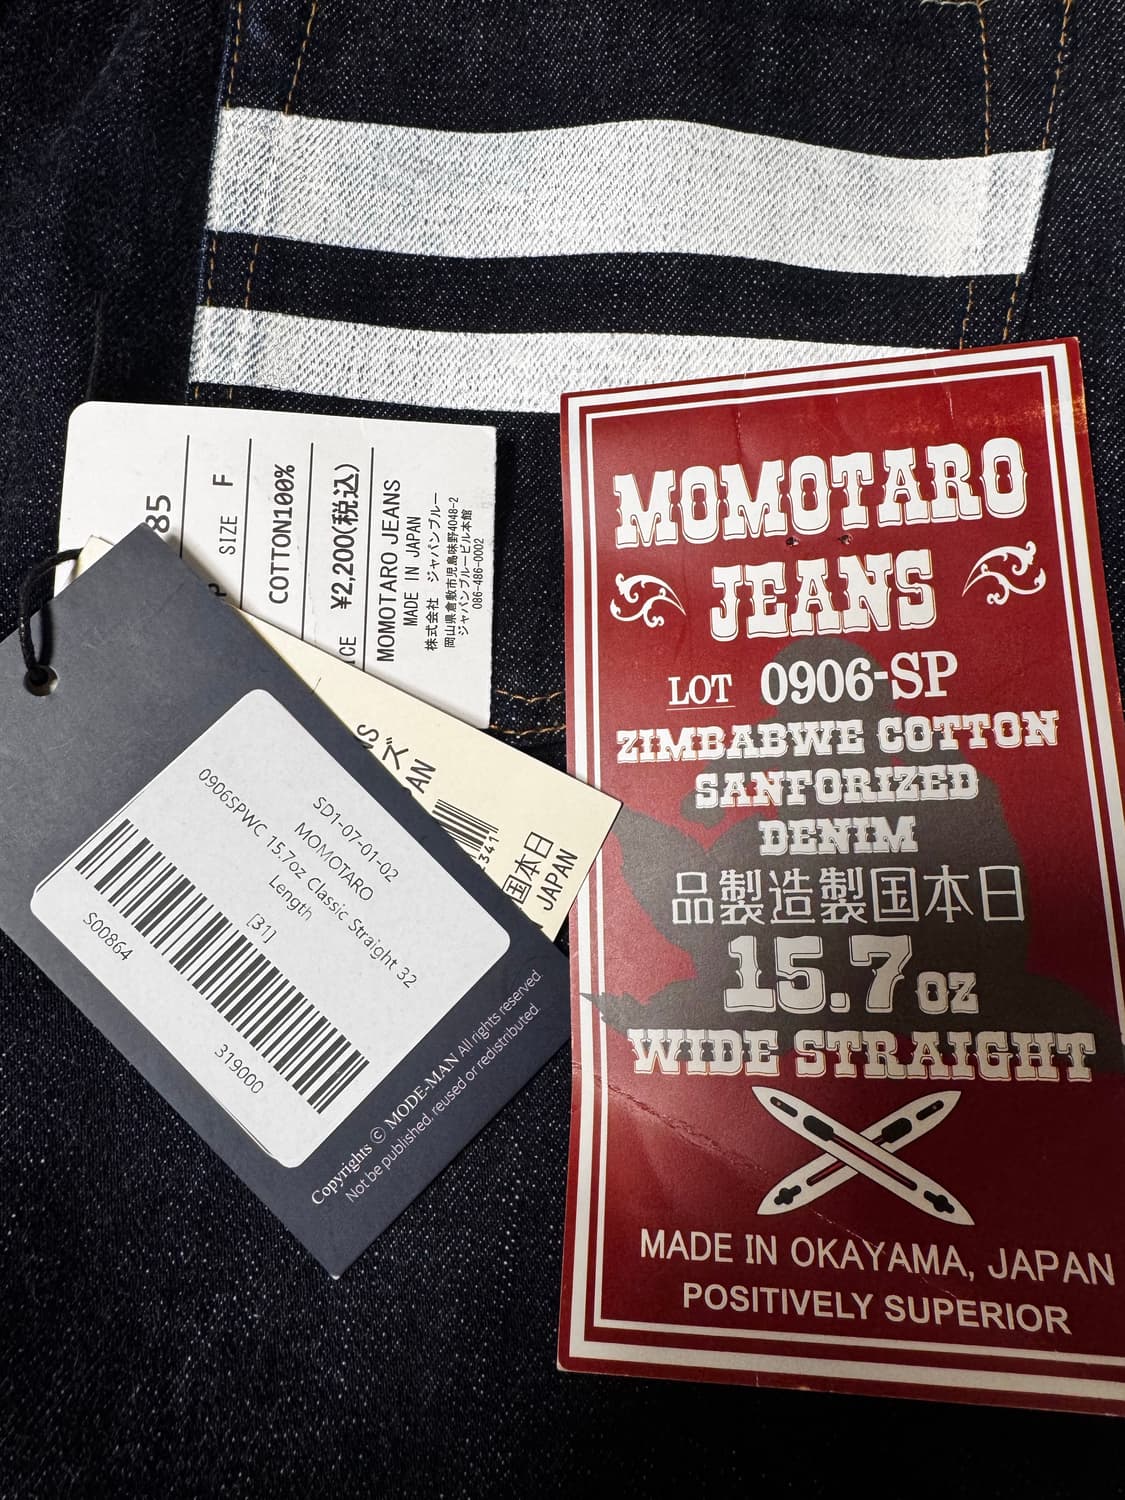 MOMOTARO
JEANS
LOT 0906-SP
ZIMBABWE COTTON
SANFORIZED
DENIM
品製造製国本日
15.7oz
WIDE STRAIGHT
MADE IN OKAYAMA, JAPAN
POSITIVELY SUPERIOR
85
SIZE F
COTTON100%
¥2,200(税込)
MOMOTARO JEANS
MADE IN JAPAN
株式会社 ジャパンブルー
岡山県倉敷市児島味野4048-2
ジャパンブルービル本館
086-486-0002
国本日
JAPAN
SD1-07-01-02
MOMOTARO
0906SPWC 15.7oz Classic Straight 32
Length
[31]
S00864
319000
Copyrights ⓒ MODE-MAN All rights reserved.
Not be published, reused or redistributed.